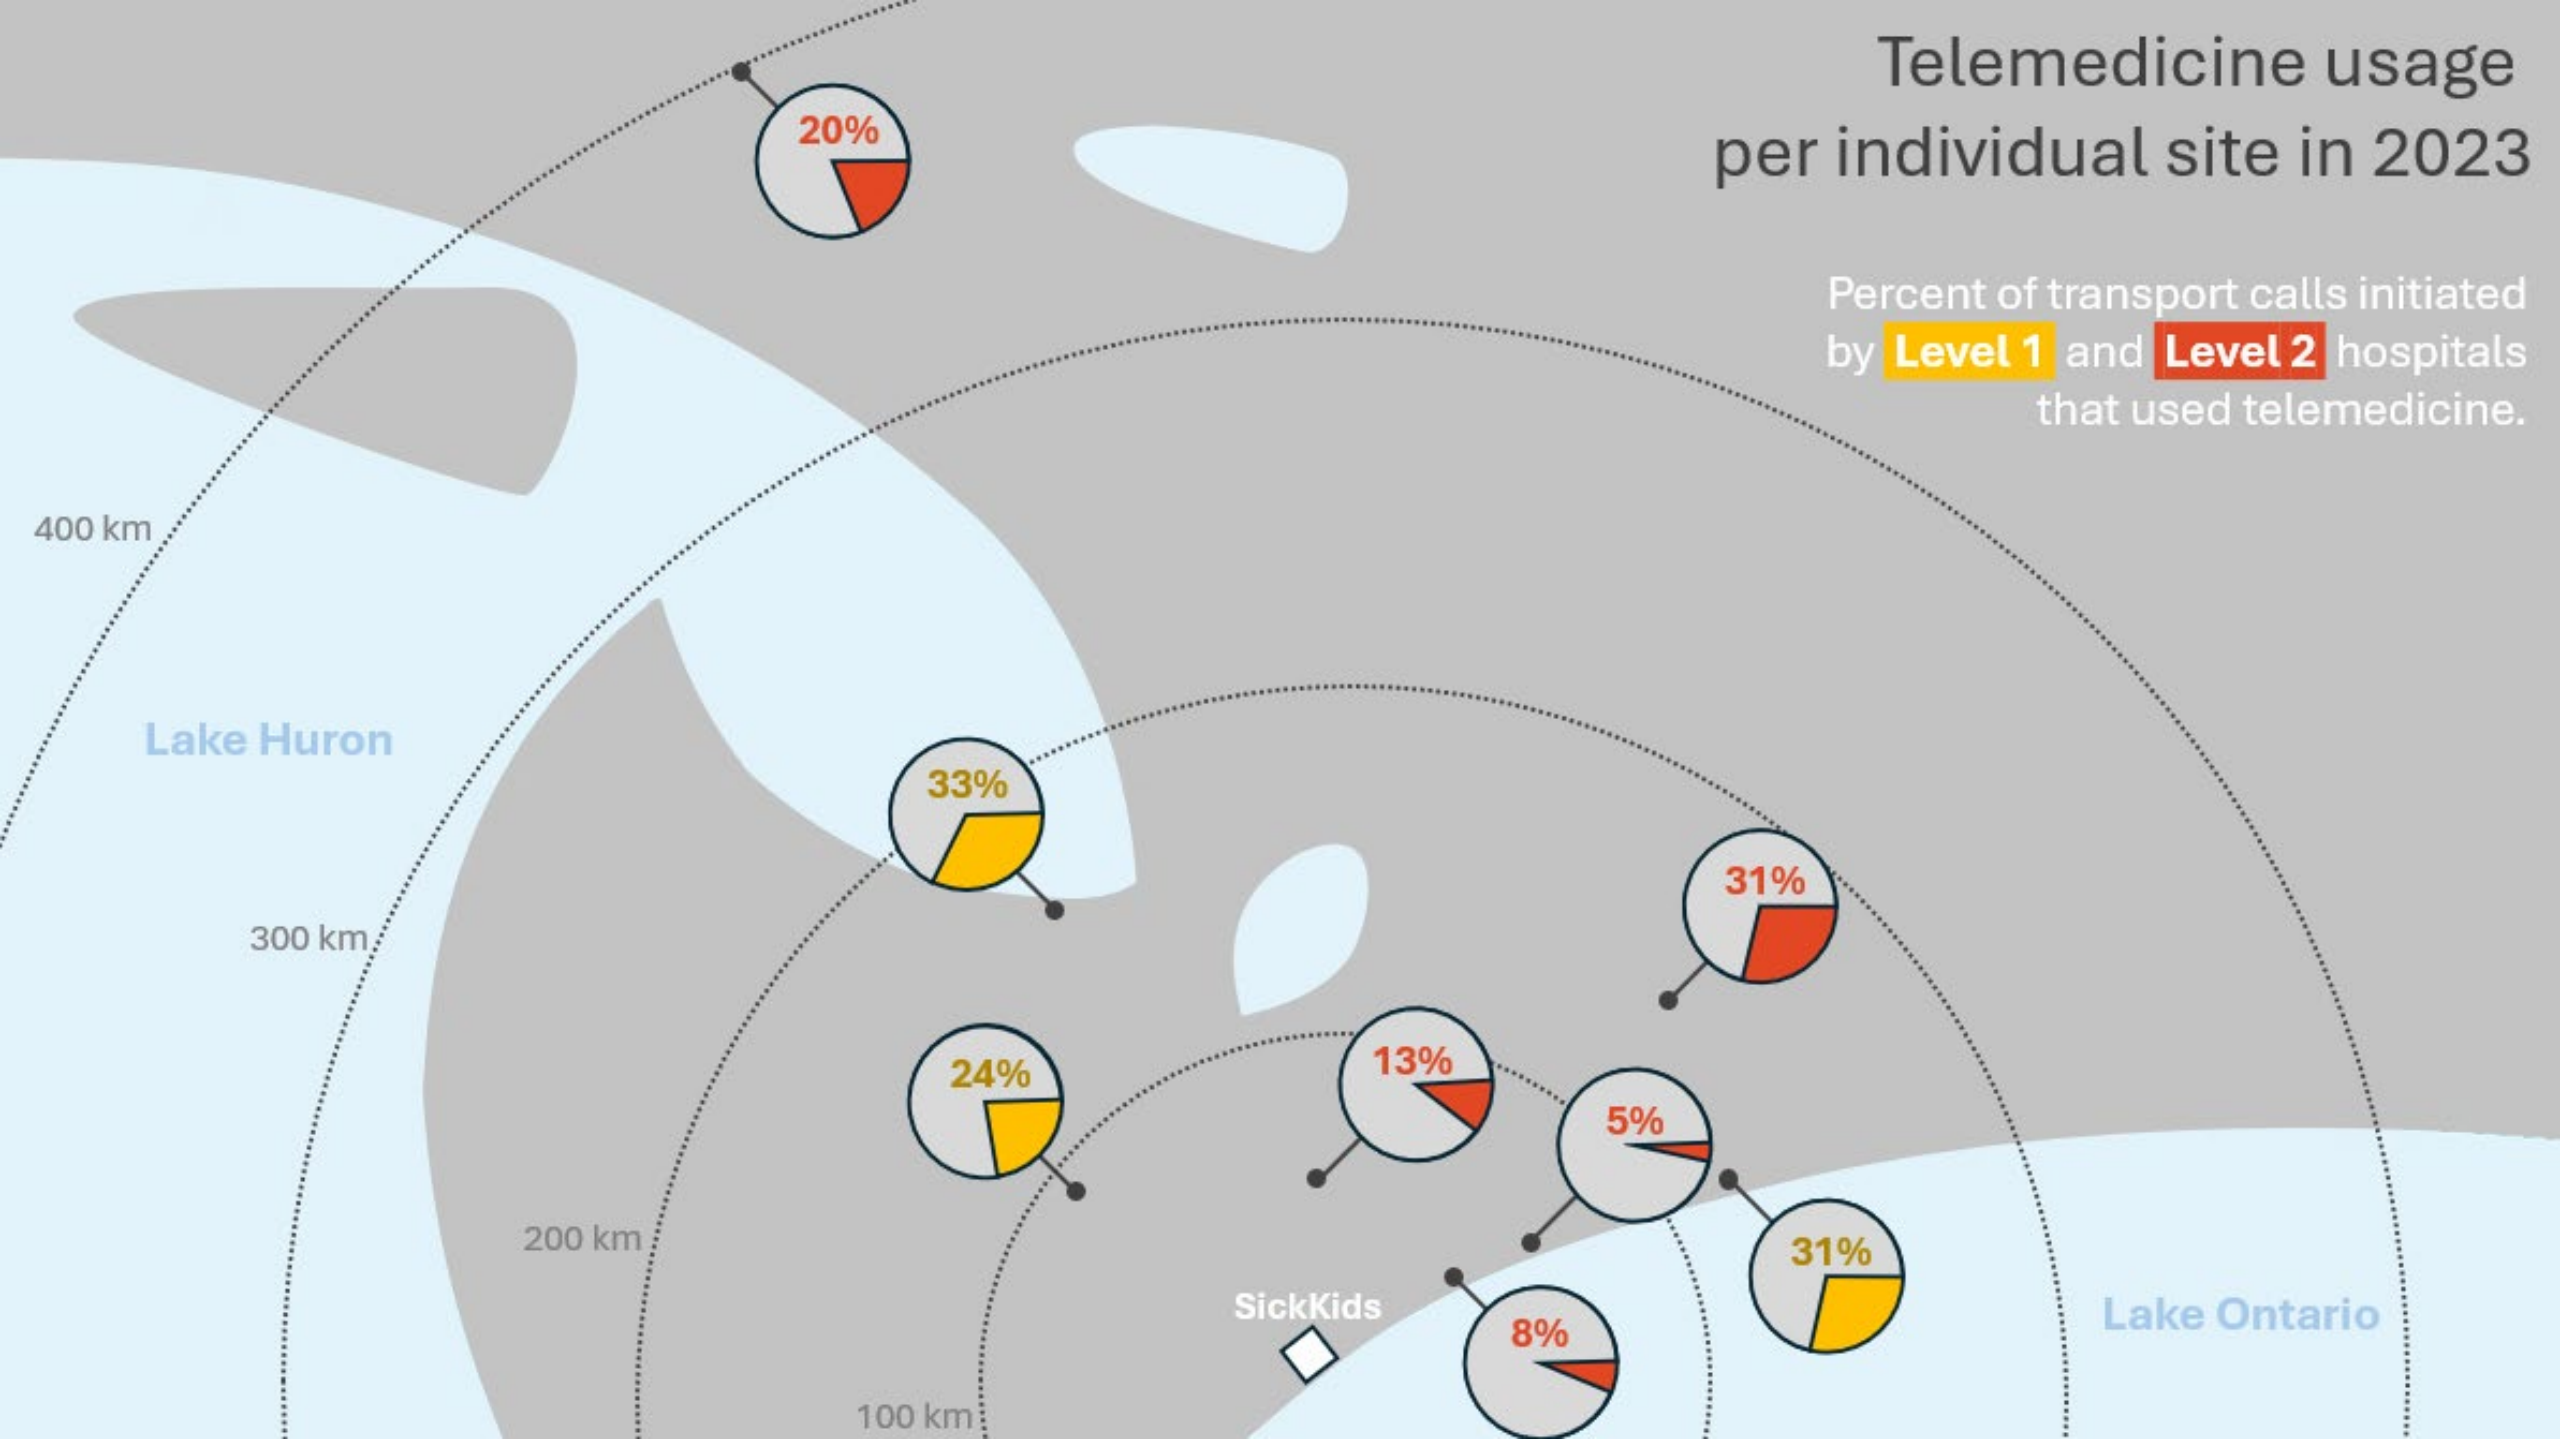 Telemedicine usage
per individual site in 2023
20%
Percent of transport calls initiated
by Level 1 and Level 2 hospitals
that used telemedicine.
400 km
Lake Huron
33%
31%
300 km
24%
13%
5%
200 km
31%
SickKids
8%
Lake Ontario
100 km